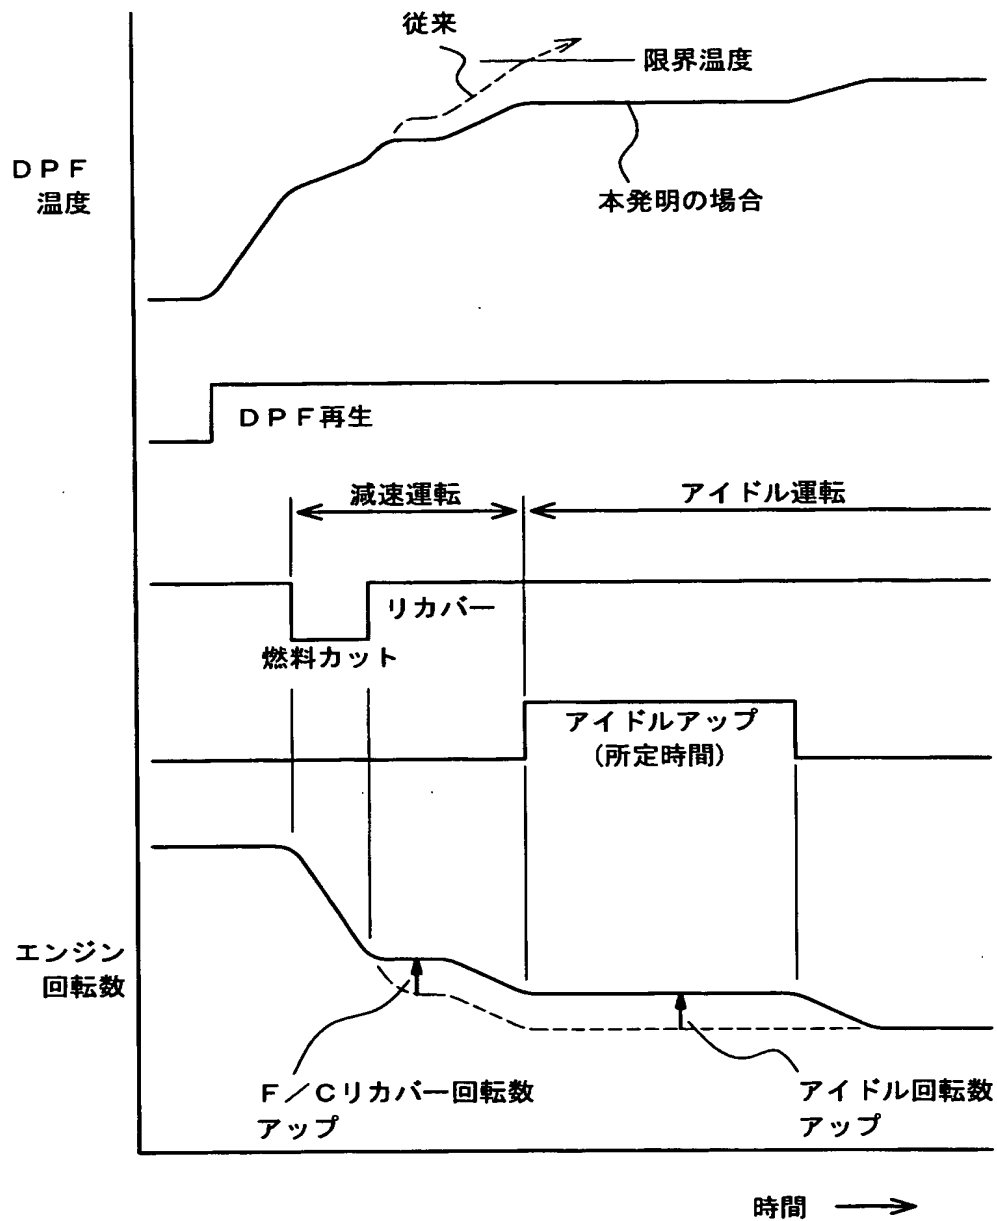 従来
限界温度
DPF
温度
本発明の場合
DPF再生
減速運転
アイドル運転
リカバー
燃料カット
アイドルアップ
(所定時間)
エンジン
回転数
F/Cリカバー回転数
アップ
アイドル回転数
アップ
時間